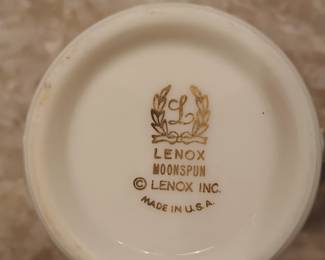 L
LENOX
MOONSPUN
© LENOX INC.
MADE IN U.S.A.